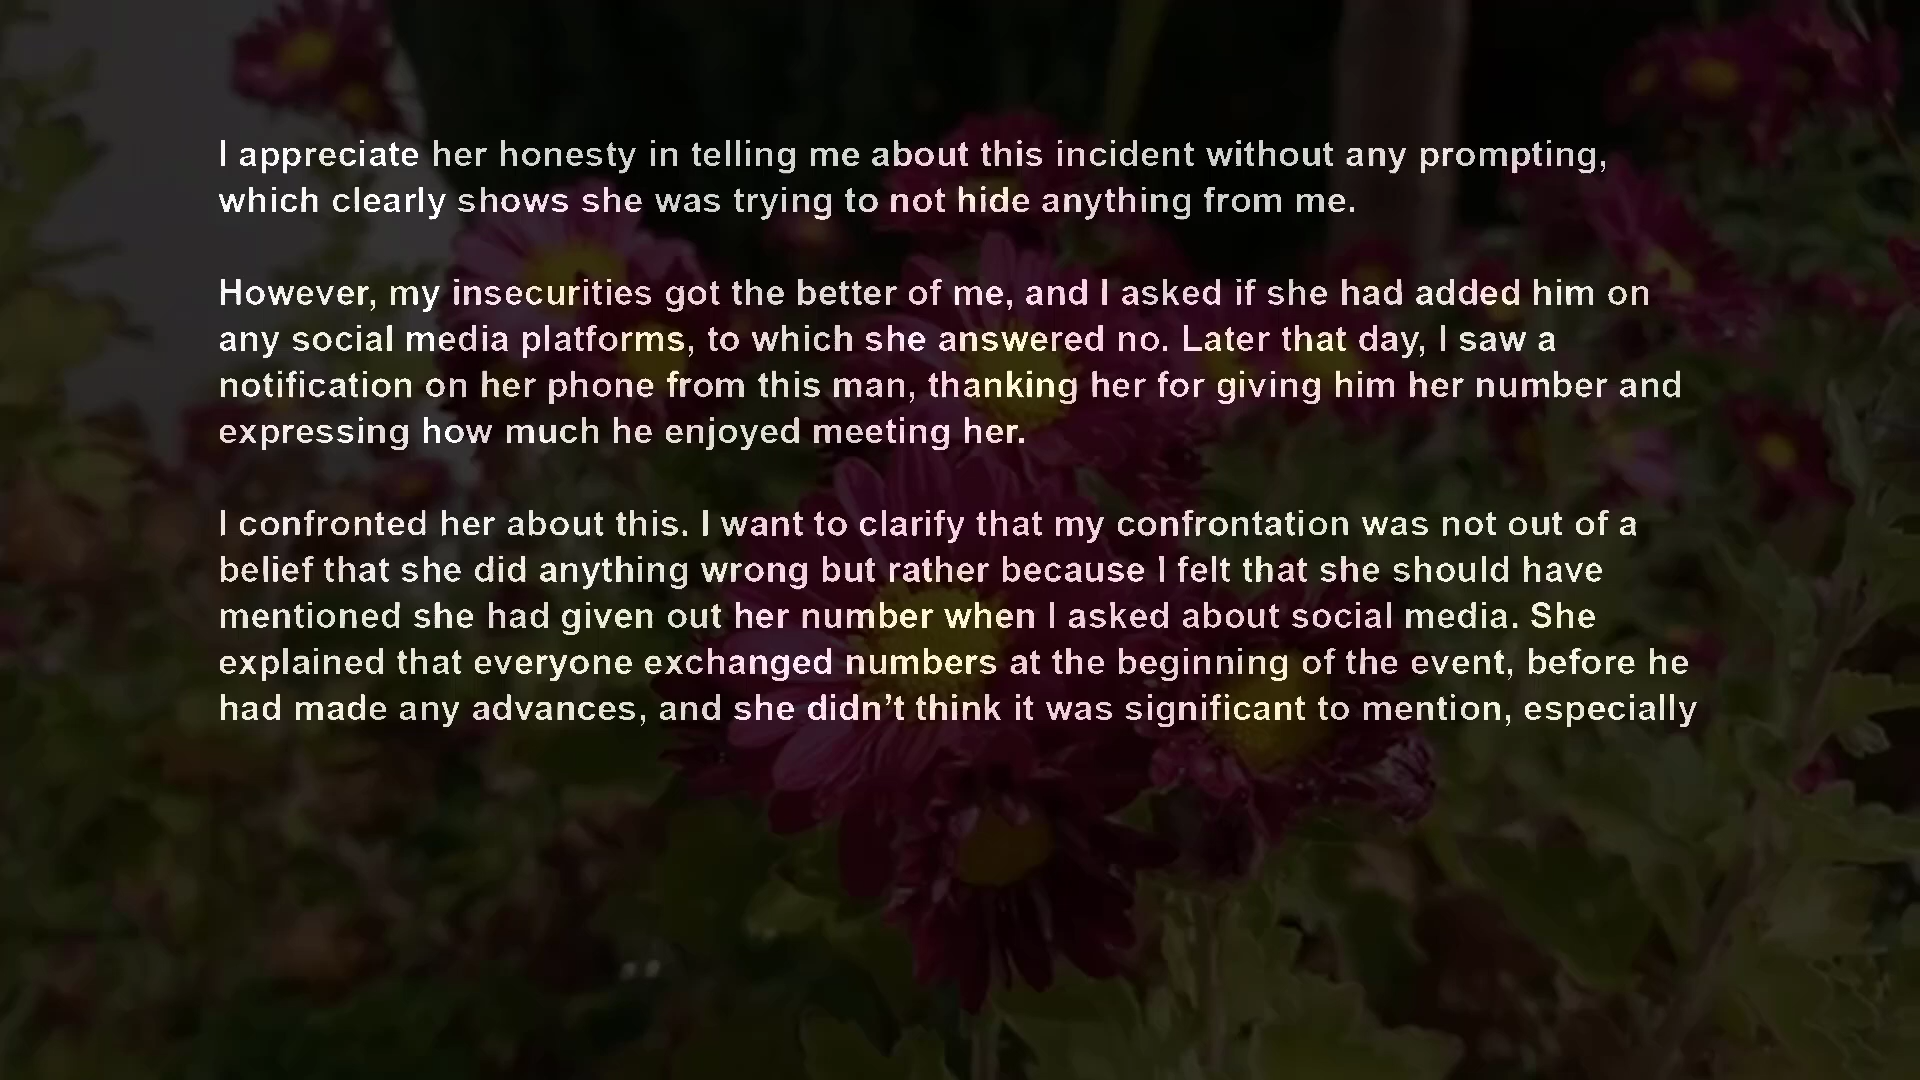 I appreciate her honesty in telling me about this incident without any prompting,
which clearly shows she was trying to not hide anything from me.
However, my insecurities got the better of me, and I asked if she had added him on
any social media platforms, to which she answered no. Later that day, I saw a
notification on her phone from this man, thanking her for giving him her number and
expressing how much he enjoyed meeting her.
I confronted her about this. I want to clarify that my confrontation was not out of a
belief that she did anything wrong but rather because I felt that she should have
mentioned she had given out her number when I asked about social media. She
explained that everyone exchanged numbers at the beginning of the event, before he
had made any advances, and she didn’t think it was significant to mention, especially